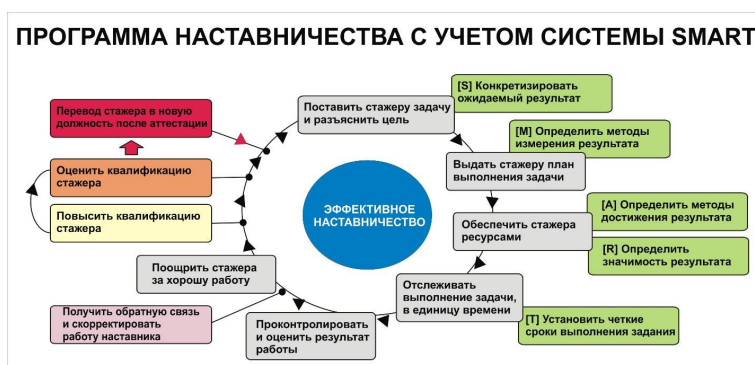 ПРОГРАММА НАСТАВНИЧЕСТВА С УЧЕТОМ СИСТЕМЫ SMART
[S] Конкретизировать
ожидаемый результат
Поставить стажеру задачу
и разъяснить цель
Перевод стажера в новую
должность после аттестации
[M] Определить методы
измерения результата
Выдать стажеру план
выполнения задачи
Оценить квалификацию
стажера
ЭФФЕКТИВНОЕ
НАСТАВНИЧЕСТВО
[A] Определить методы
достижения результата
Повысить квалификацию
стажера
Обеспечить стажера
ресурсами
[R] Определить
значимость результата
Поощрить стажера
за хорошу работу
Отслеживать
выполнение задачи,
в единицу времени
Получить обратную связь
и скорректировать
работу наставника
Проконтролировать
и оценить результат
работы
[T] Установить четкие
сроки выполнения задания